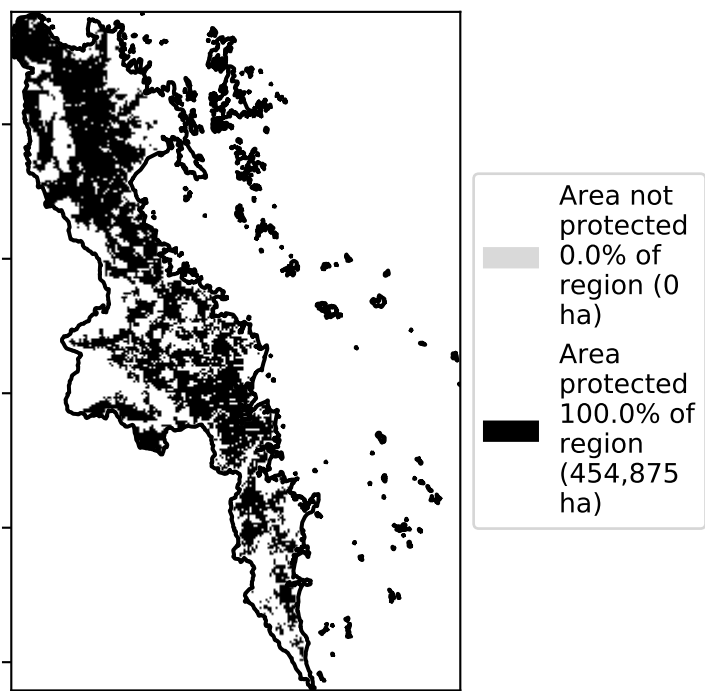 Area not
protected
0.0% of
region (0
ha)
Area
protected
100.0% of
region
(454,875
ha)